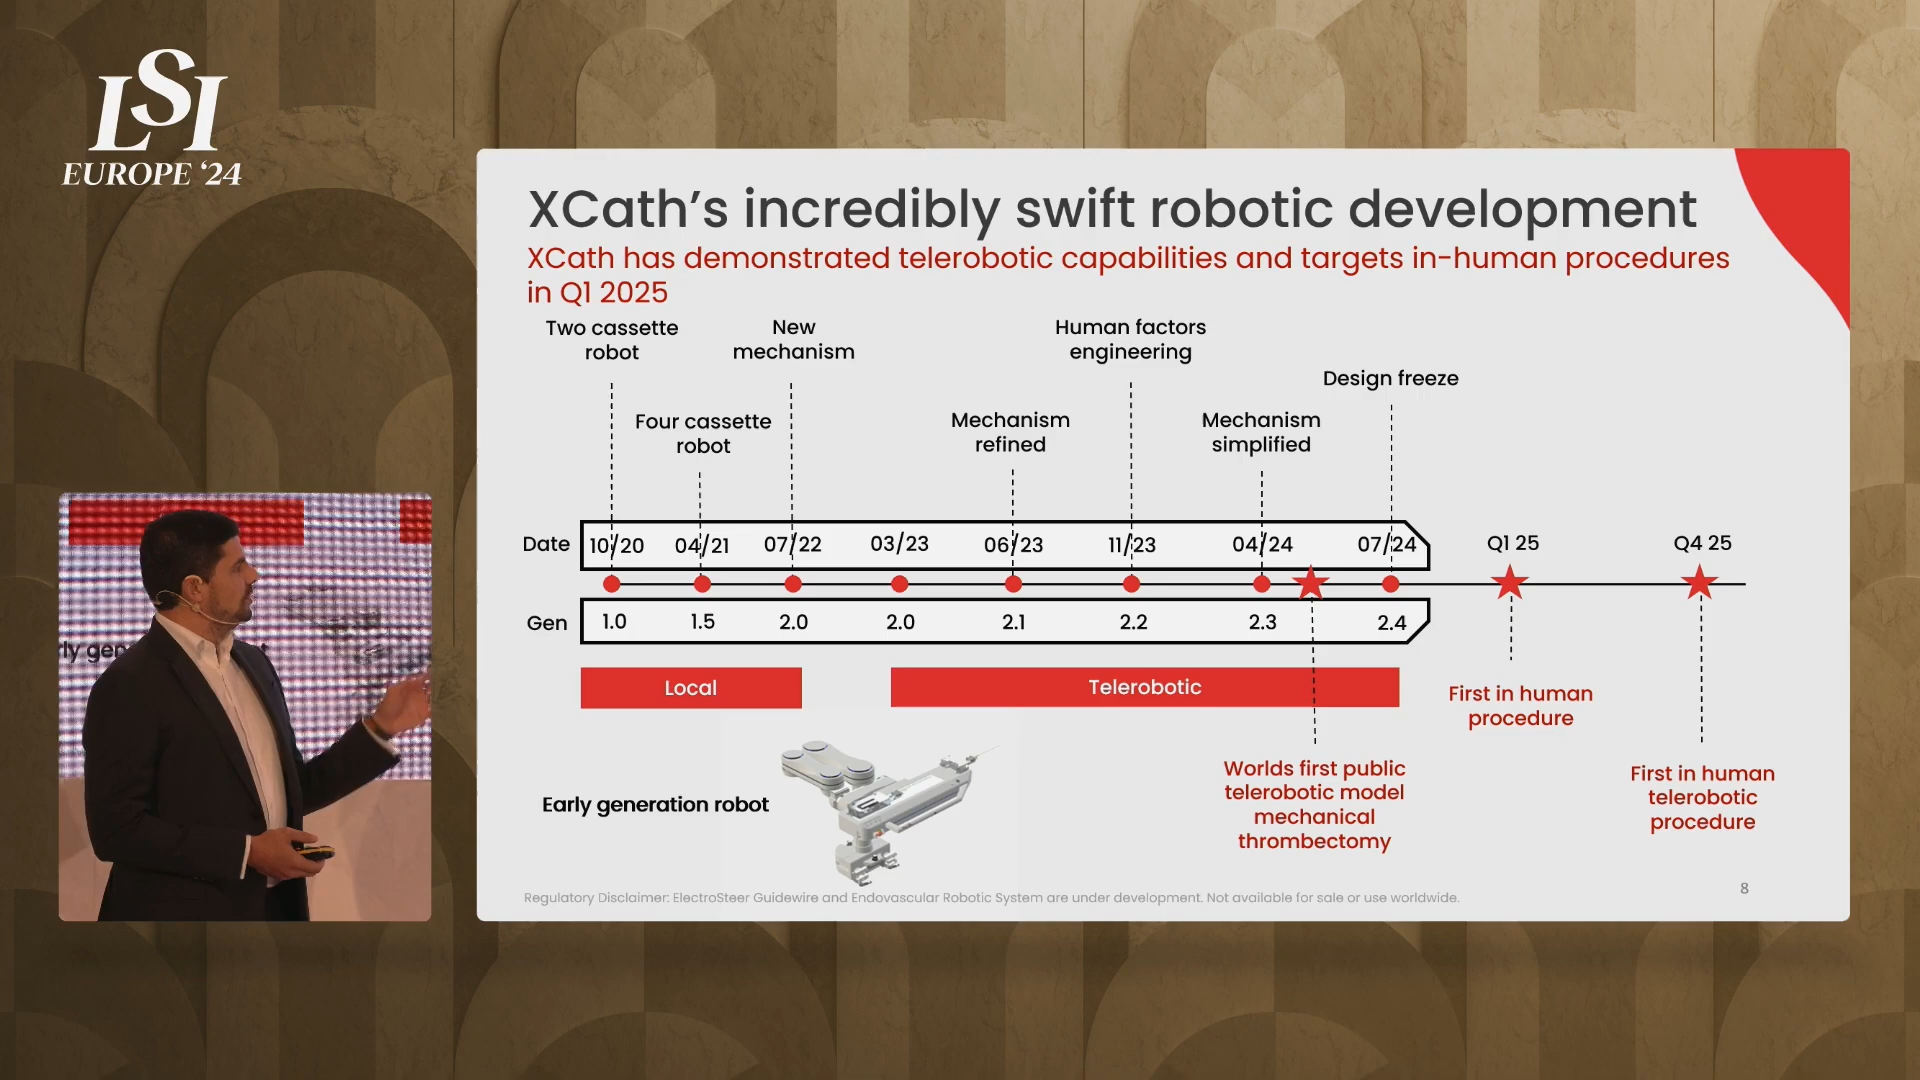 LSI
EUROPE ‘24
XCath’s incredibly swift robotic development
XCath has demonstrated telerobotic capabilities and targets in-human procedures
in Q1 2025
Two cassette
robot
New
mechanism
Human factors
engineering
Design freeze
Four cassette
robot
Mechanism
refined
Mechanism
simplified
Date 10/20 04/21 07/22 03/23 06/23 11/23 04/24 07/24 Q1 25 Q4 25
Gen 1.0 1.5 2.0 2.0 2.1 2.2 2.3 2.4
Local
Telerobotic
First in human
procedure
Worlds first public
telerobotic model
mechanical
thrombectomy
First in human
telerobotic
procedure
Early generation robot
Regulatory Disclaimer: ElectroSteer Guidewire and Endovascular Robotic System are under development. Not available for sale or use worldwide.
8